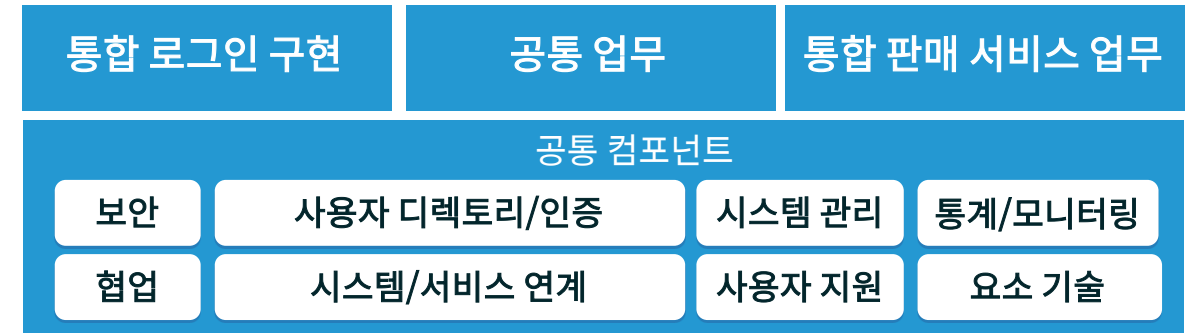 통합 로그인 구현
공통 업무
통합 판매 서비스 업무
공통 컴포넌트
보안
사용자 디렉토리/인증
시스템 관리
통계/모니터링
협업
시스템/서비스 연계
사용자 지원
요소 기술